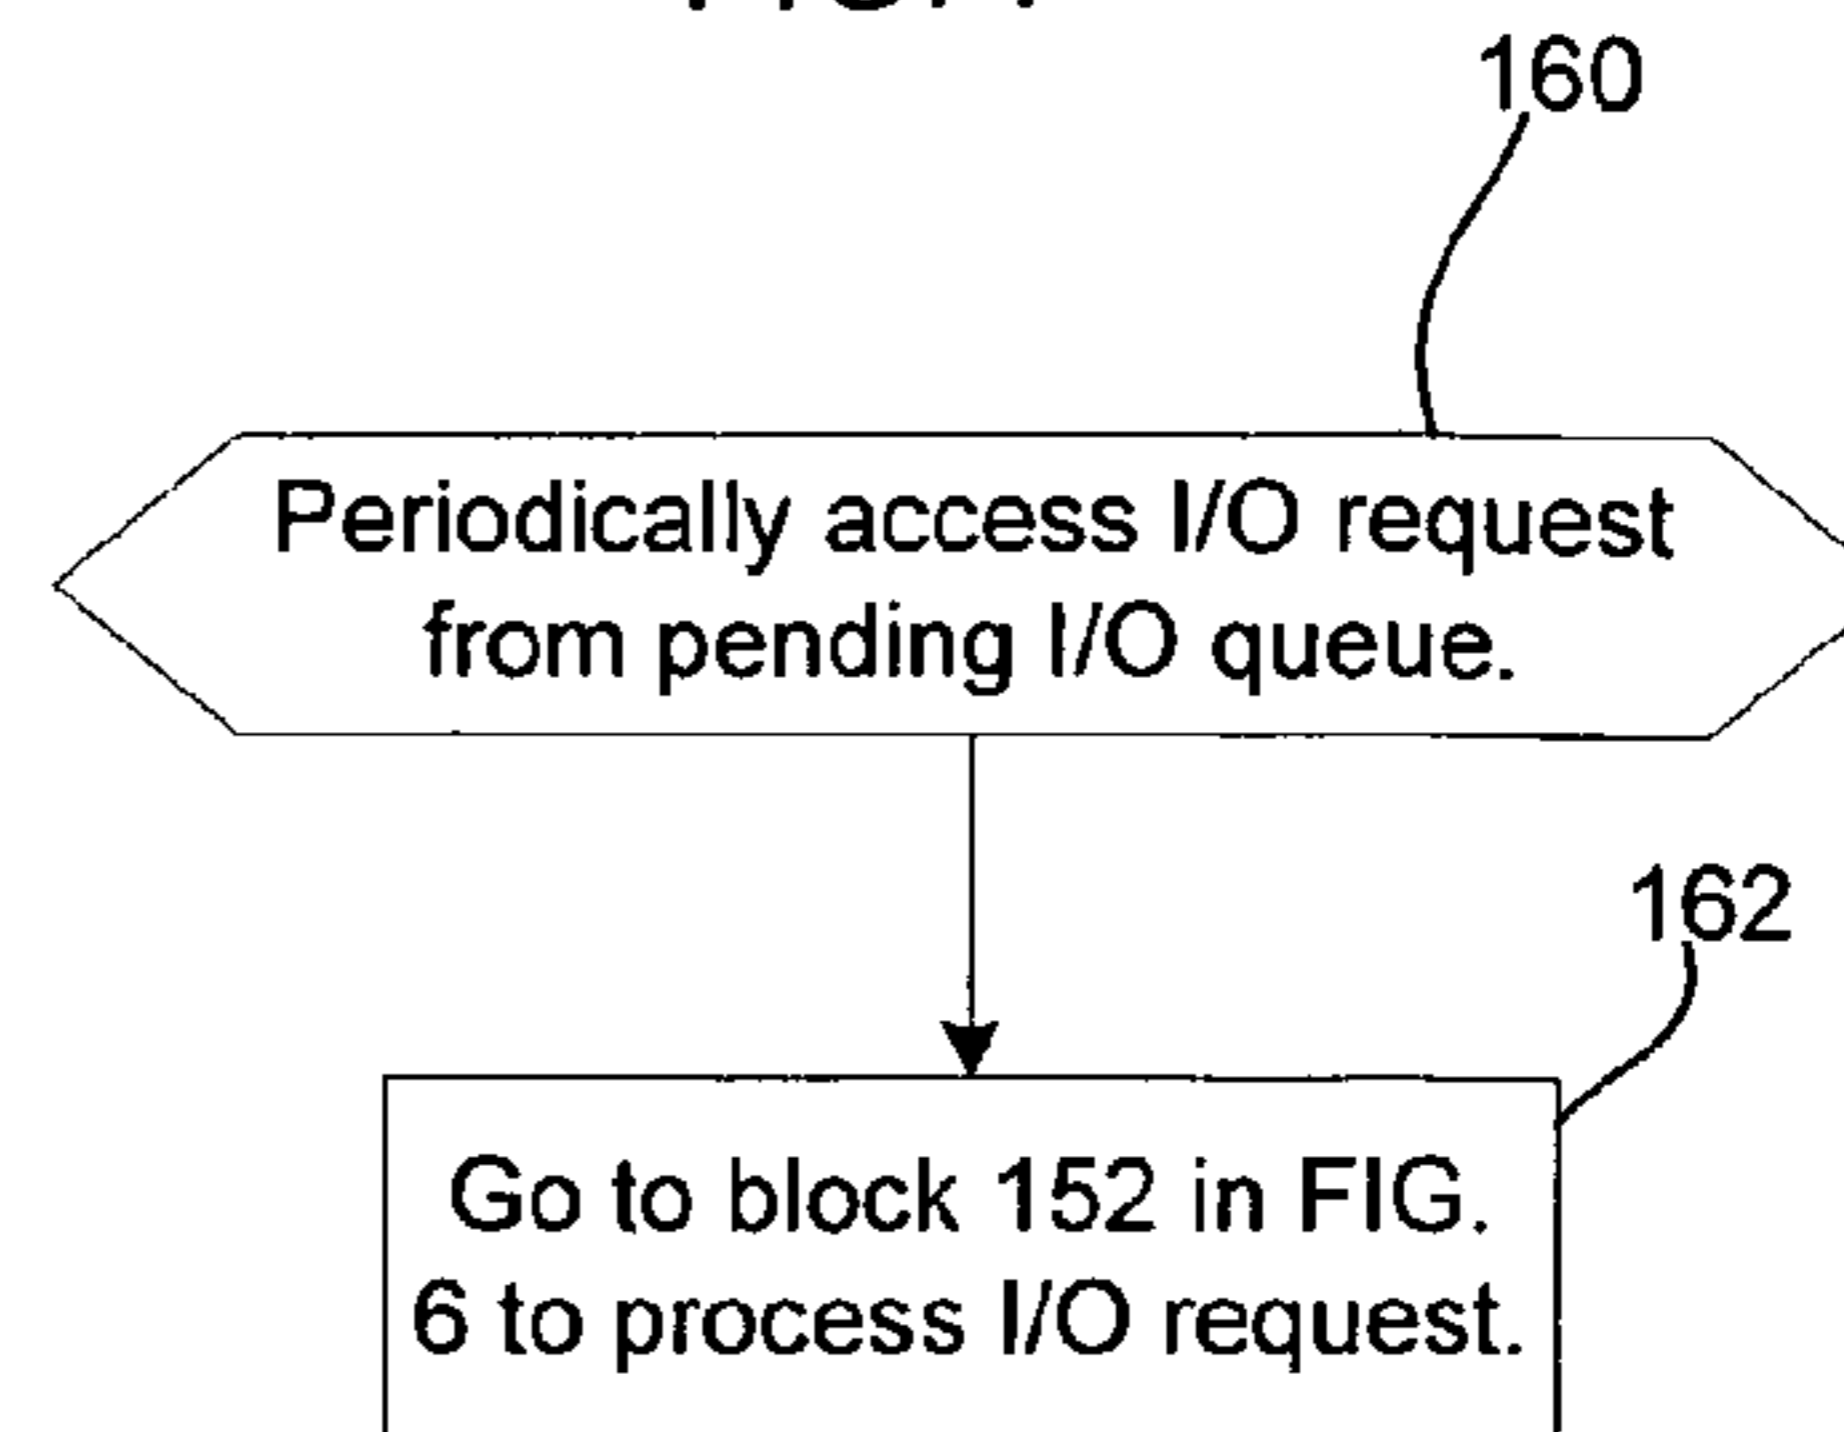 160
Periodically access I/O request
from pending I/O queue.
162
Go to block 152 in FIG.
6 to process I/O request.